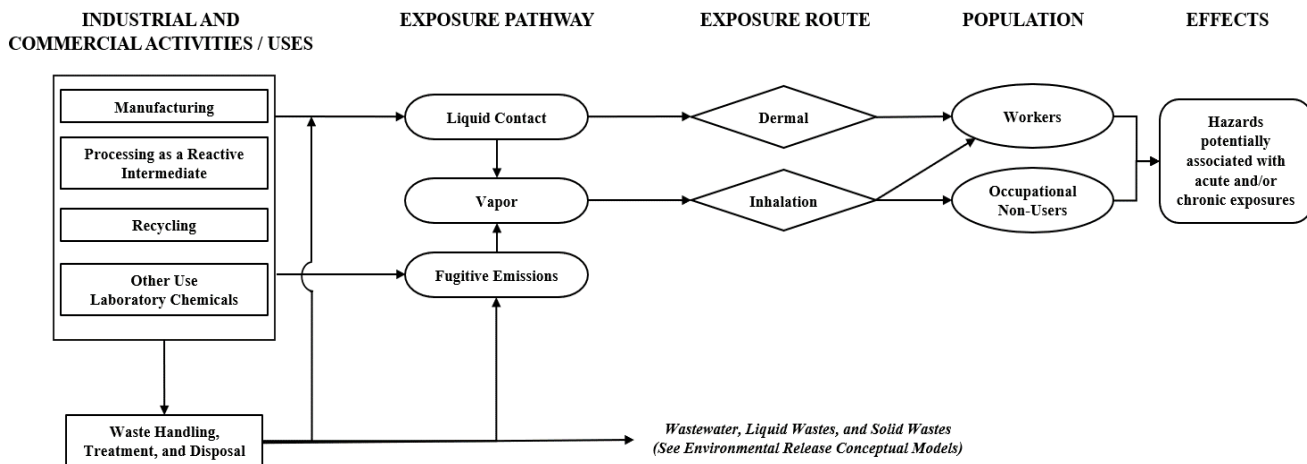 INDUSTRIAL AND
COMMERCIAL ACTIVITIES / USES
EXPOSURE PATHWAY
EXPOSURE ROUTE
POPULATION
EFFECTS
Manufacturing
Processing as a Reactive
Intermediate
Recycling
Other Use
Laboratory Chemicals
Waste Handling,
Treatment, and Disposal
Liquid Contact
Vapor
Fugitive Emissions
Dermal
Inhalation
Workers
Occupational
Non-Users
Hazards
potentially
associated with
acute and/or
chronic exposures
Wastewater, Liquid Wastes, and Solid Wastes
(See Environmental Release Conceptual Models)